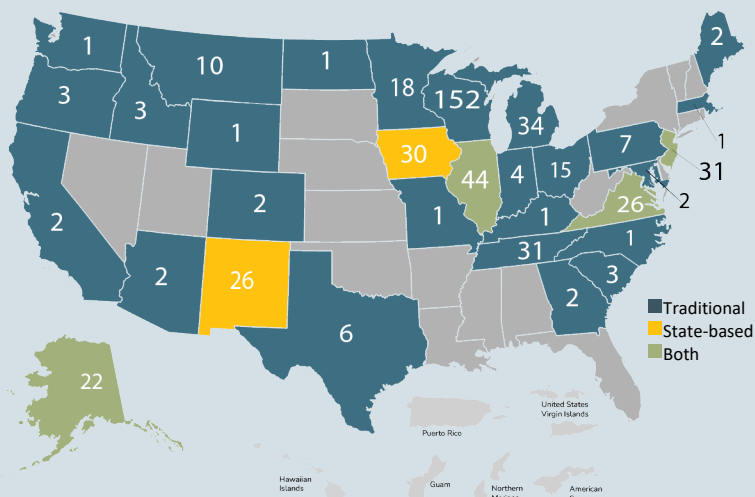 1
10
1
2
3
3
18
152
34
1
7
1
30
44
4
15
31
2
2
2
1
1
26
2
26
31
1
3
2
6
Traditional
State-based
Both
22
United States
Virgin Islands
Puerto Rico
Hawaiian
Islands
Guam
Northern
American